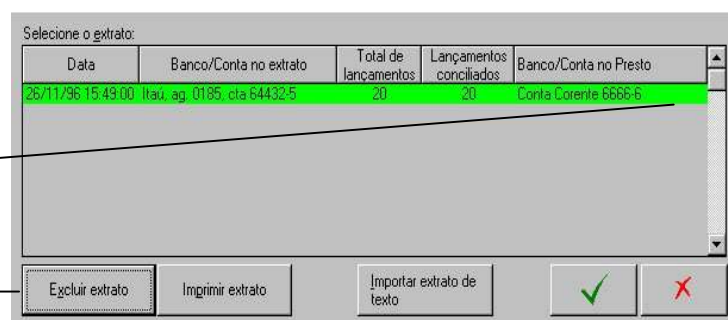 Selecione o extrato:
Data Banco/Conta no extrato Total de lançamentos Lançamentos conciliados Banco/Conta no Presto
26/11/96 15:49:00 Itaú, ag. 0185, cta 64432-5 20 20 Conta Corente 6666-6
Excluir extrato Imprimir extrato Importar extrato de texto